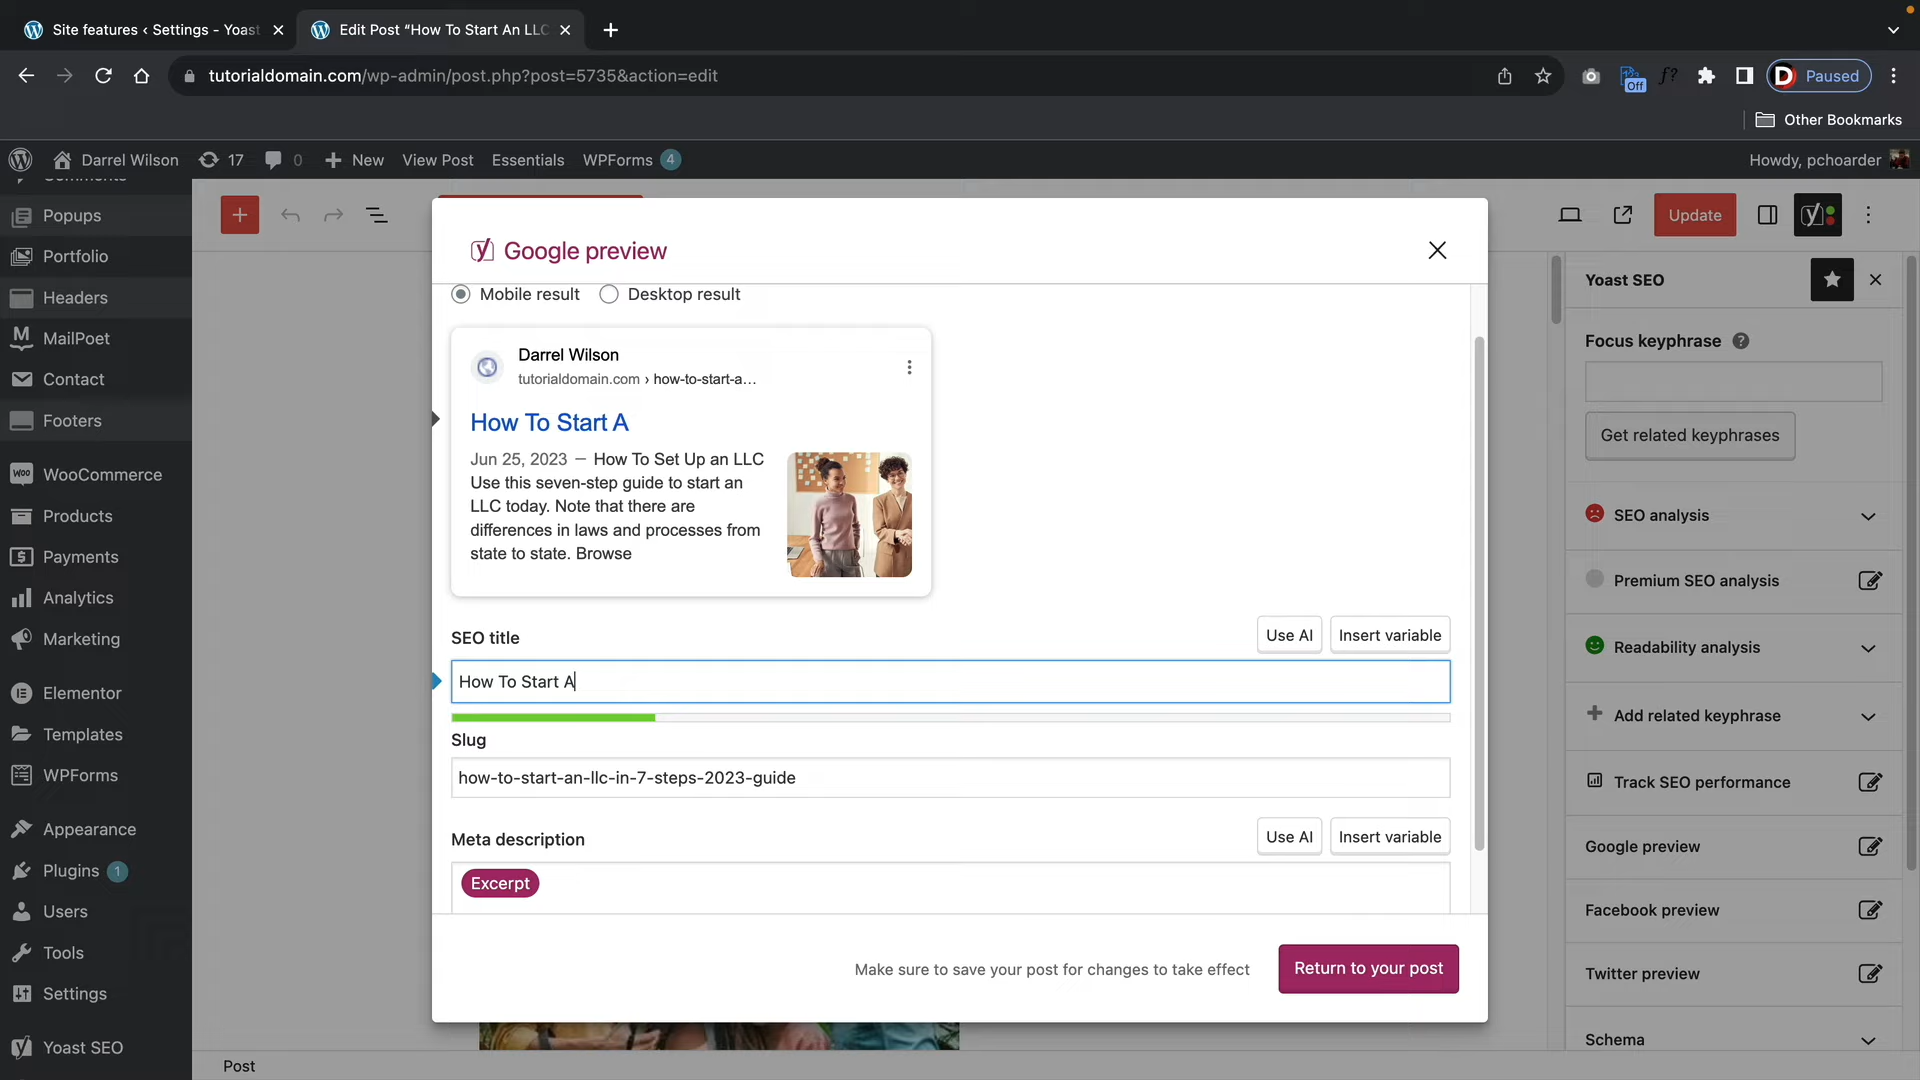 Site features ‹ Settings - Yoast
Edit Post “How To Start An LLC
tutorialdomain.com/wp-admin/post.php?post=5735&action=edit
f?
Off
D
Paused
Other Bookmarks
Darrel Wilson
17
0
New
View Post
Essentials
WPForms
4
Howdy, pchoarder
Comments
Popups
Portfolio
Headers
MailPoet
Contact
Footers
WooCommerce
Products
Payments
Analytics
Marketing
Elementor
Templates
WPForms
Appearance
Plugins 1
Users
Tools
Settings
Yoast SEO
Update
Google preview
Mobile result
Desktop result
Darrel Wilson
tutorialdomain.com › how-to-start-a…
How To Start A
Jun 25, 2023 – How To Set Up an LLC
Use this seven-step guide to start an
LLC today. Note that there are
differences in laws and processes from
state to state. Browse
SEO title
Use AI
Insert variable
How To Start A
Slug
how-to-start-an-llc-in-7-steps-2023-guide
Meta description
Use AI
Insert variable
Excerpt
Make sure to save your post for changes to take effect
Return to your post
Yoast SEO
Focus keyphrase
Get related keyphrases
SEO analysis
Premium SEO analysis
Readability analysis
Add related keyphrase
Track SEO performance
Google preview
Facebook preview
Twitter preview
Schema
Post